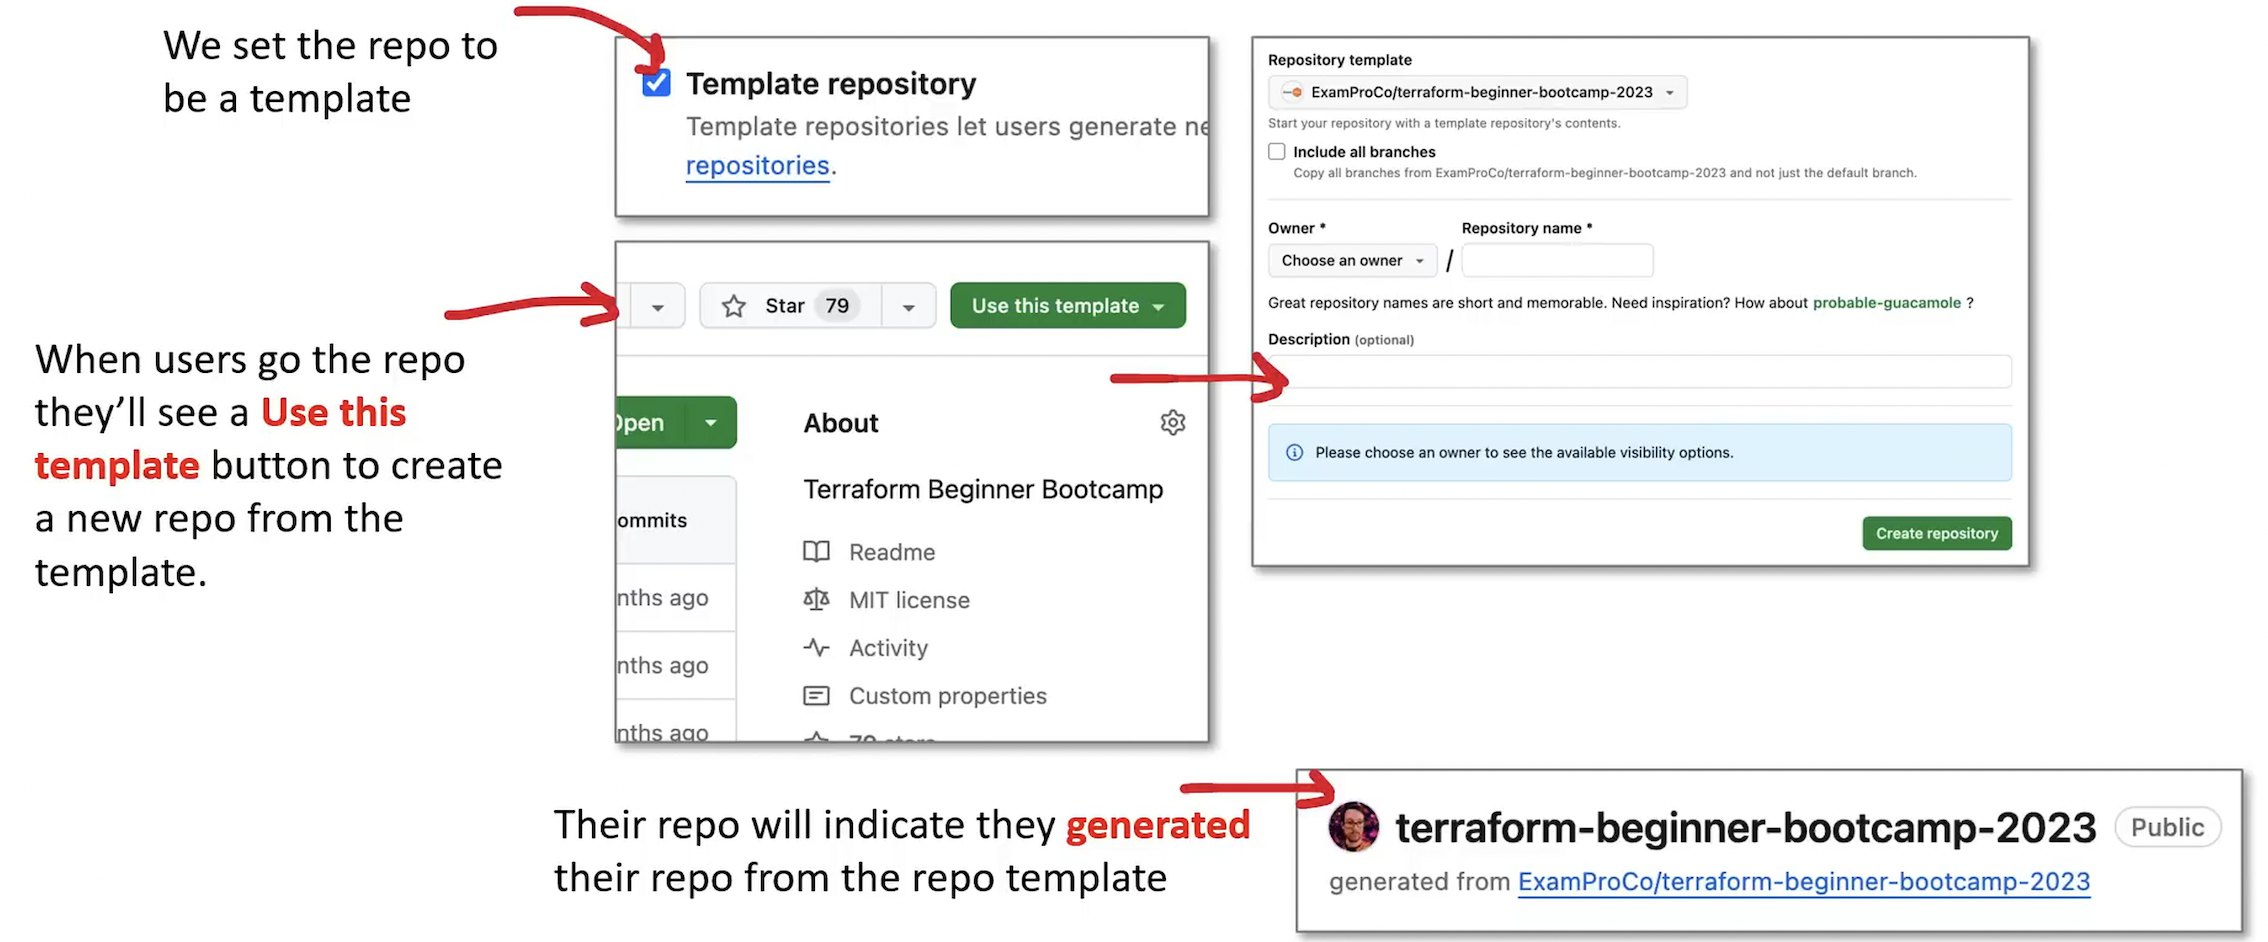 We set the repo to
be a template
Template repository
Template repositories let users generate ne
repositories.
When users go the repo
they'll see a Use this
template button to create
a new repo from the
template.
Star 79
Use this template
Open
About
Terraform Beginner Bootcamp
ommits
Readme
nths ago
MIT license
Activity
nths ago
Custom properties
nths ago
79 stars
Repository template
ExamProCo/terraform-beginner-bootcamp-2023
Start your repository with a template repository's contents.
Include all branches
Copy all branches from ExamProCo/terraform-beginner-bootcamp-2023 and not just the default branch.
Owner * Repository name *
Choose an owner /
Great repository names are short and memorable. Need inspiration? How about probable-guacamole ?
Description (optional)
Please choose an owner to see the available visibility options.
Create repository
Their repo will indicate they generated
their repo from the repo template
terraform-beginner-bootcamp-2023 Public
generated from ExamProCo/terraform-beginner-bootcamp-2023